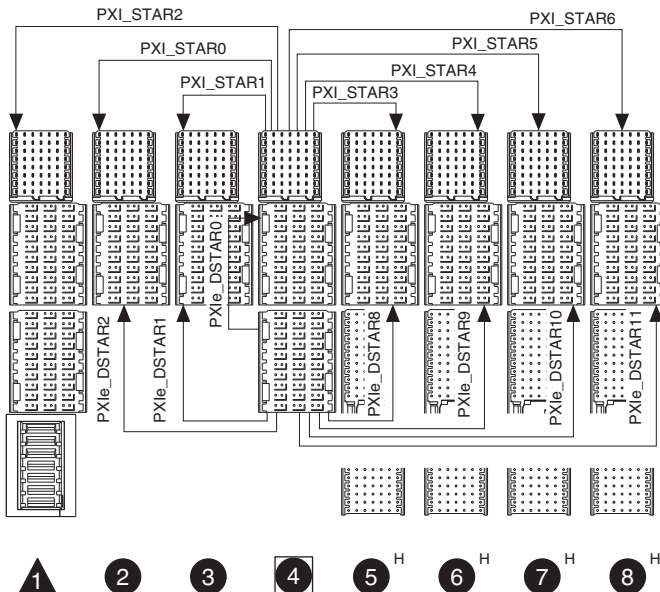 PXI_STAR2
PXI_STAR6
PXI_STAR0
PXI_STAR5
PXI_STAR1
PXI_STAR4
PXI_STAR3
PXIe_DSTAR2
PXIe_DSTAR1
PXIe_DSTAR0
PXIe_DSTAR8
PXIe_DSTAR9
PXIe_DSTAR10
PXIe_DSTAR11
1 2 3 4 5 H 6 H 7 H 8 H